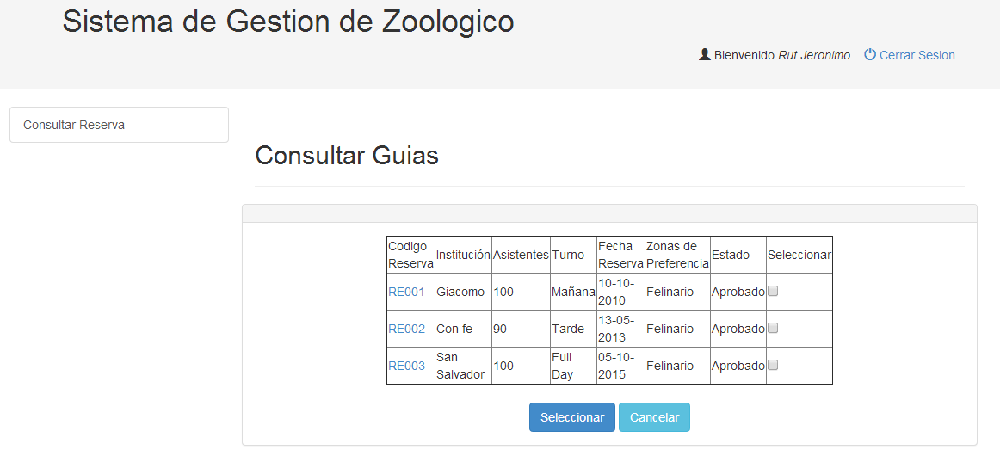 Sistema de Gestion de Zoologico
Bienvenido Rut Jeronimo Cerrar Sesion
Consultar Reserva
Consultar Guias
Codigo Reserva Institución Asistentes Turno Fecha Reserva Zonas de Preferencia Estado Seleccionar
RE001 Giacomo 100 Mañana 10-10-2010 Felinario Aprobado
RE002 Con fe 90 Tarde 13-05-2013 Felinario Aprobado
RE003 San Salvador 100 Full Day 05-10-2015 Felinario Aprobado
Seleccionar Cancelar